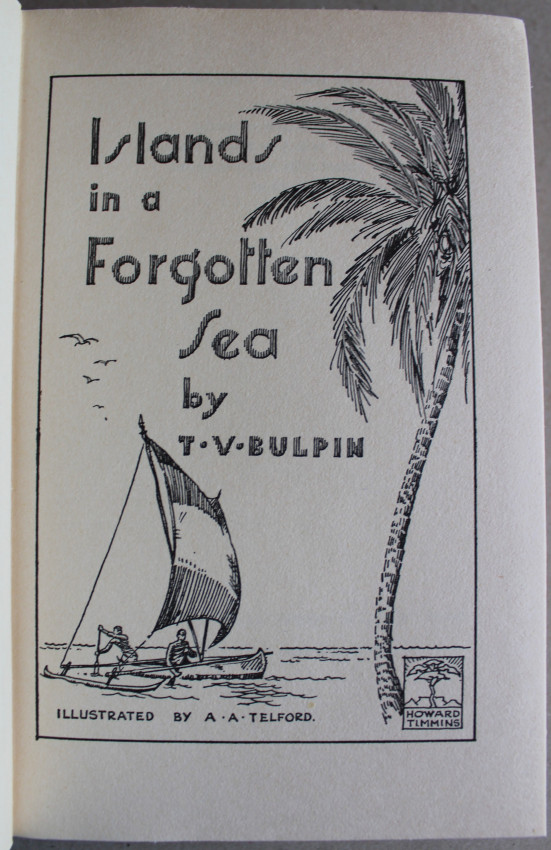 Islands
in a
Forgotten
Sea
by
T·V·BULPIN
ILLUSTRATED BY A·A·TELFORD.
HOWARD
TIMMINS